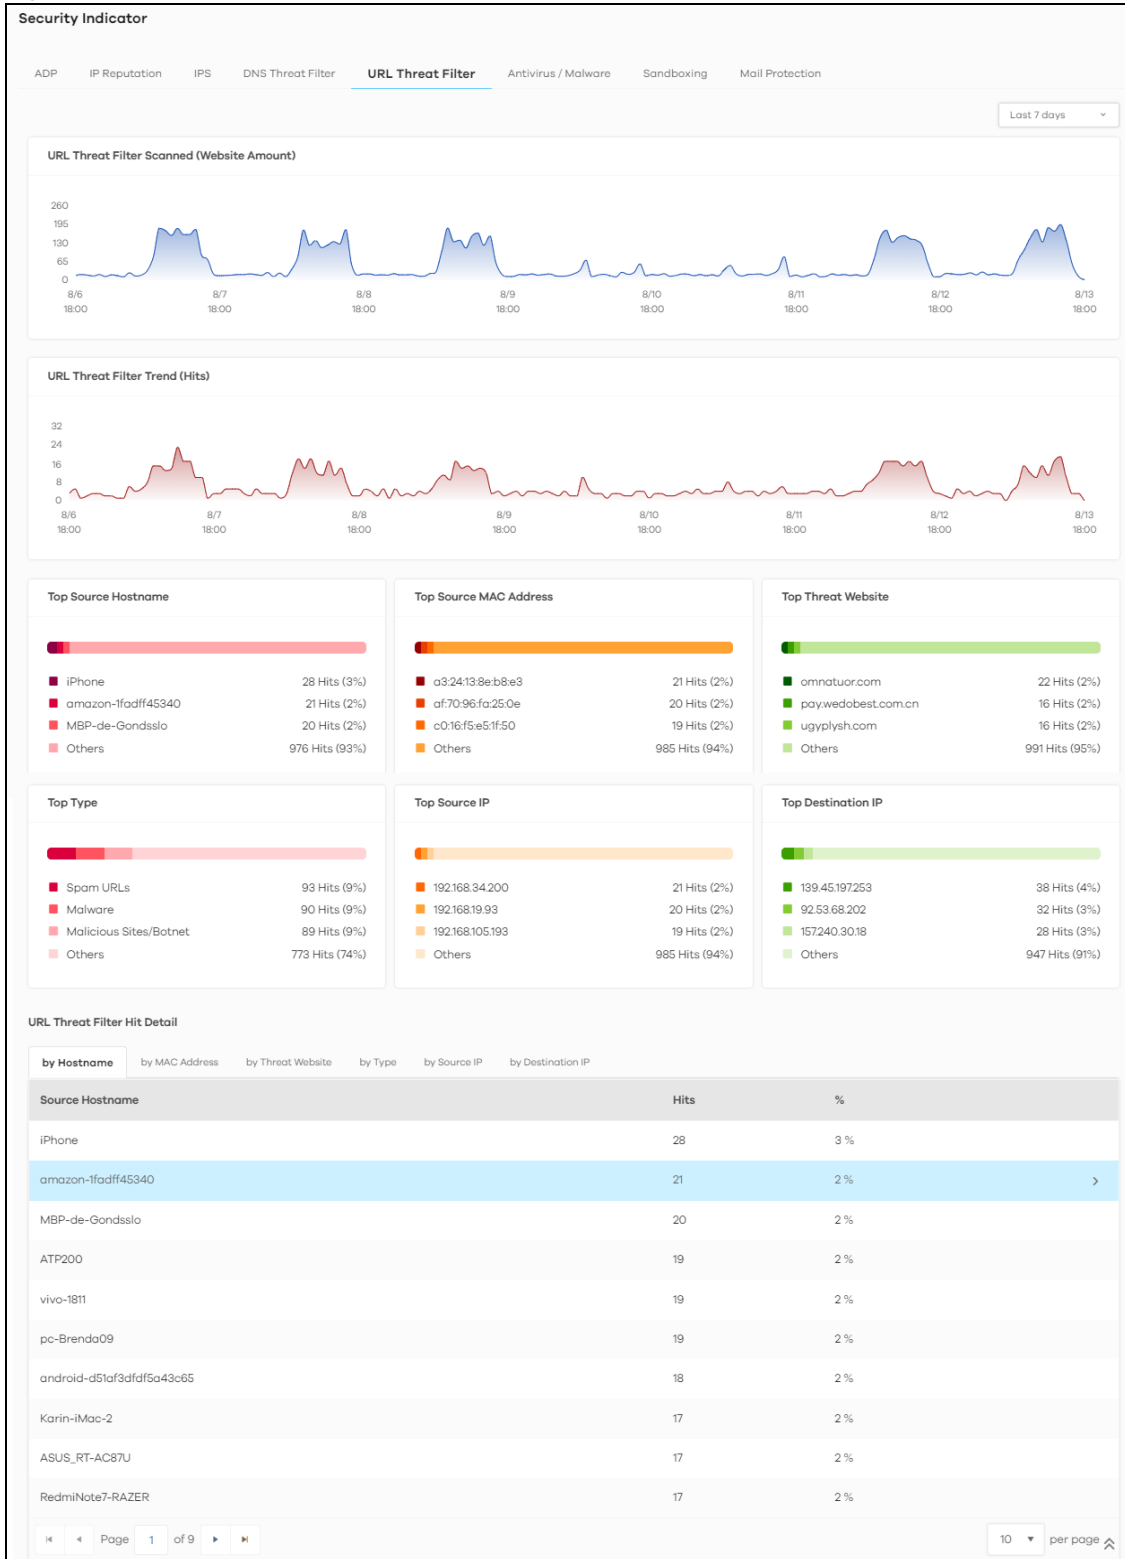 Security Indicator
ADP IP Reputation IPS DNS Threat Filter URL Threat Filter Antivirus / Malware Sandboxing Mail Protection
Last 7 days
URL Threat Filter Scanned (Website Amount)
260
195
130
65
0
8/6 8/7 8/8 8/9 8/10 8/11 8/12 8/13
18:00 18:00 18:00 18:00 18:00 18:00 18:00 18:00
URL Threat Filter Trend (Hits)
32
24
16
8
0
8/6 8/7 8/8 8/9 8/10 8/11 8/12 8/13
18:00 18:00 18:00 18:00 18:00 18:00 18:00 18:00
Top Source Hostname
iPhone 28 Hits (3%)
amazon-1fadff45340 21 Hits (2%)
MBP-de-Gondsslo 20 Hits (2%)
Others 976 Hits (93%)
Top Source MAC Address
a3:24:13:8e:b8:e3 21 Hits (2%)
af:70:96:fa:25:0e 20 Hits (2%)
c0:16:f5:e5:1f:50 19 Hits (2%)
Others 985 Hits (94%)
Top Threat Website
omnatuor.com 22 Hits (2%)
pay.wedobest.com.cn 16 Hits (2%)
ugyplysh.com 16 Hits (2%)
Others 991 Hits (95%)
Top Type
Spam URLs 93 Hits (9%)
Malware 90 Hits (9%)
Malicious Sites/Botnet 89 Hits (9%)
Others 773 Hits (74%)
Top Source IP
192.168.34.200 21 Hits (2%)
192.168.19.93 20 Hits (2%)
192.168.105.193 19 Hits (2%)
Others 985 Hits (94%)
Top Destination IP
139.45.197.253 38 Hits (4%)
92.53.68.202 32 Hits (3%)
157.240.30.18 28 Hits (3%)
Others 947 Hits (91%)
URL Threat Filter Hit Detail
by Hostname by MAC Address by Threat Website by Type by Source IP by Destination IP
Source Hostname Hits %
iPhone 28 3 %
amazon-1fadff45340 21 2 %
MBP-de-Gondsslo 20 2 %
ATP200 19 2 %
vivo-1811 19 2 %
pc-Brenda09 19 2 %
android-d51af3dfdf5a43c65 18 2 %
Karin-iMac-2 17 2 %
ASUS_RT-AC87U 17 2 %
RedmiNote7-RAZER 17 2 %
Page 1 of 9 10 per page